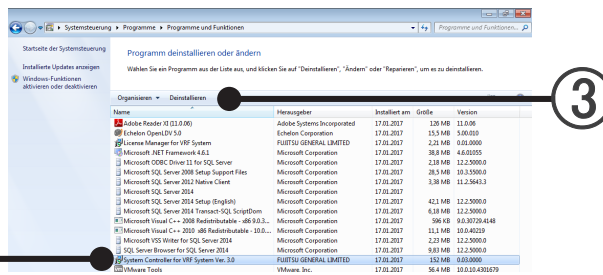 Systemsteuerung ▸ Programme ▸ Programme und Funktionen
Programme und Funktionen...
Startseite der Systemsteuerung
Installierte Updates anzeigen
Windows-Funktionen
aktivieren oder deaktivieren
Programm deinstallieren oder ändern
Wählen Sie ein Programm aus der Liste aus, und klicken Sie auf "Deinstallieren", "Ändern" oder "Reparieren", um es zu deinstallieren.
Organisieren Deinstallieren
3
Name Herausgeber Installiert am Größe Version
Adobe Reader XI (11.0.06) Adobe Systems Incorporated 17.01.2017 126 MB 11.0.06
Echelon OpenLDV 5.0 Echelon Corporation 17.01.2017 15,5 MB 5.00.010
License Manager for VRF System FUJITSU GENERAL LIMITED 17.01.2017 2,21 MB 0.01.0000
Microsoft .NET Framework 4.6.1 Microsoft Corporation 17.01.2017 38,8 MB 4.6.01055
Microsoft ODBC Driver 11 for SQL Server Microsoft Corporation 17.01.2017 2,18 MB 12.2.5000.0
Microsoft SQL Server 2008 Setup Support Files Microsoft Corporation 17.01.2017 28,5 MB 10.3.5500.0
Microsoft SQL Server 2012 Native Client Microsoft Corporation 17.01.2017 3,38 MB 11.2.5643.3
Microsoft SQL Server 2014 Microsoft Corporation 17.01.2017
Microsoft SQL Server 2014 Setup (English) Microsoft Corporation 17.01.2017 42,1 MB 12.2.5000.0
Microsoft SQL Server 2014 Transact-SQL ScriptDom Microsoft Corporation 17.01.2017 6,18 MB 12.2.5000.0
Microsoft Visual C++ 2008 Redistributable - x86 9.0.3... Microsoft Corporation 17.01.2017 596 KB 9.0.30729.4148
Microsoft Visual C++ 2010 x86 Redistributable - 10.0.... Microsoft Corporation 17.01.2017 11,1 MB 10.0.40219
Microsoft VSS Writer for SQL Server 2014 Microsoft Corporation 17.01.2017 2,23 MB 12.2.5000.0
SQL Server Browser for SQL Server 2014 Microsoft Corporation 17.01.2017 9,83 MB 12.2.5000.0
System Controller for VRF System Ver. 3.0 FUJITSU GENERAL LIMITED 17.01.2017 152 MB 0.03.0000
VMware Tools VMware, Inc. 17.01.2017 56.4 MB 10.0.10.4301679